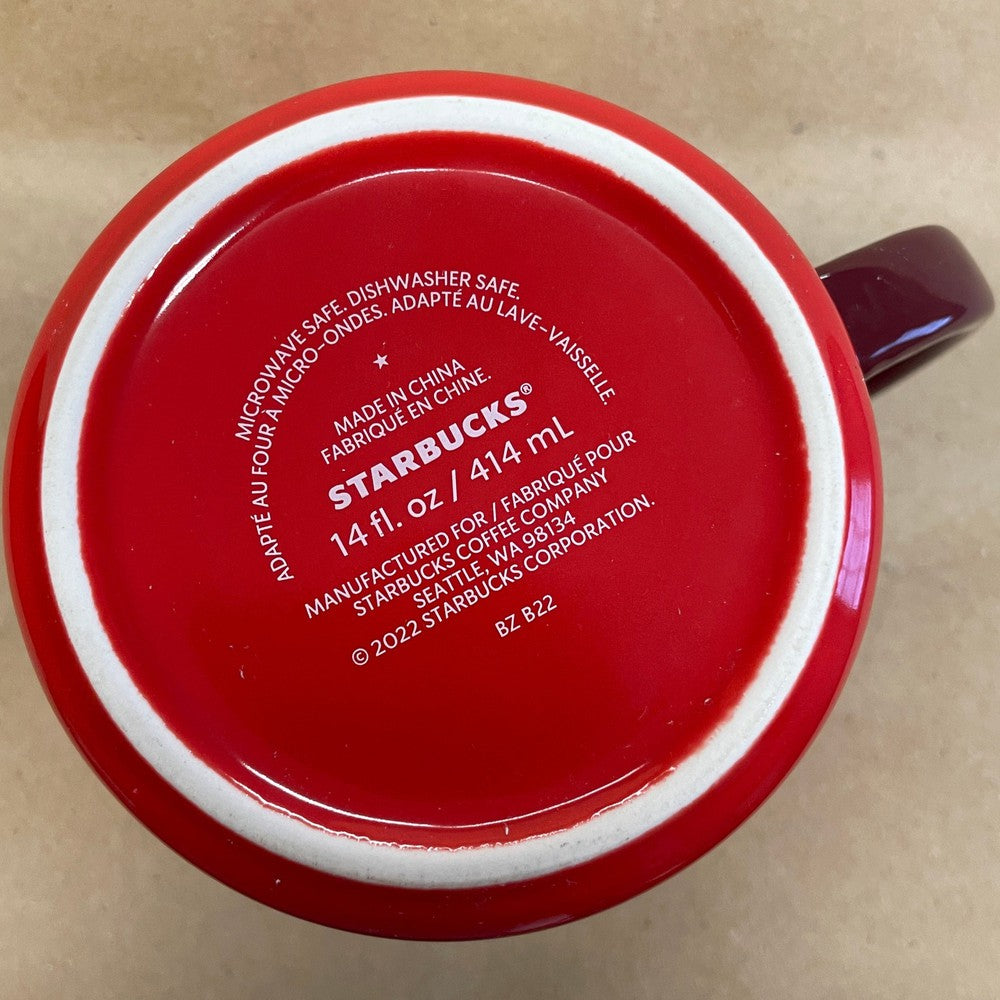 MICROWAVE SAFE. DISHWASHER SAFE.
ADAPTÉ AU FOUR À MICRO-ONDES. ADAPTÉ AU LAVE-VAISSELLE.
MADE IN CHINA
FABRIQUÉ EN CHINE.
STARBUCKS®
14 fl. oz / 414 mL
MANUFACTURED FOR / FABRIQUÉ POUR
STARBUCKS COFFEE COMPANY
SEATTLE, WA 98134
© 2022 STARBUCKS CORPORATION.
BZ B22